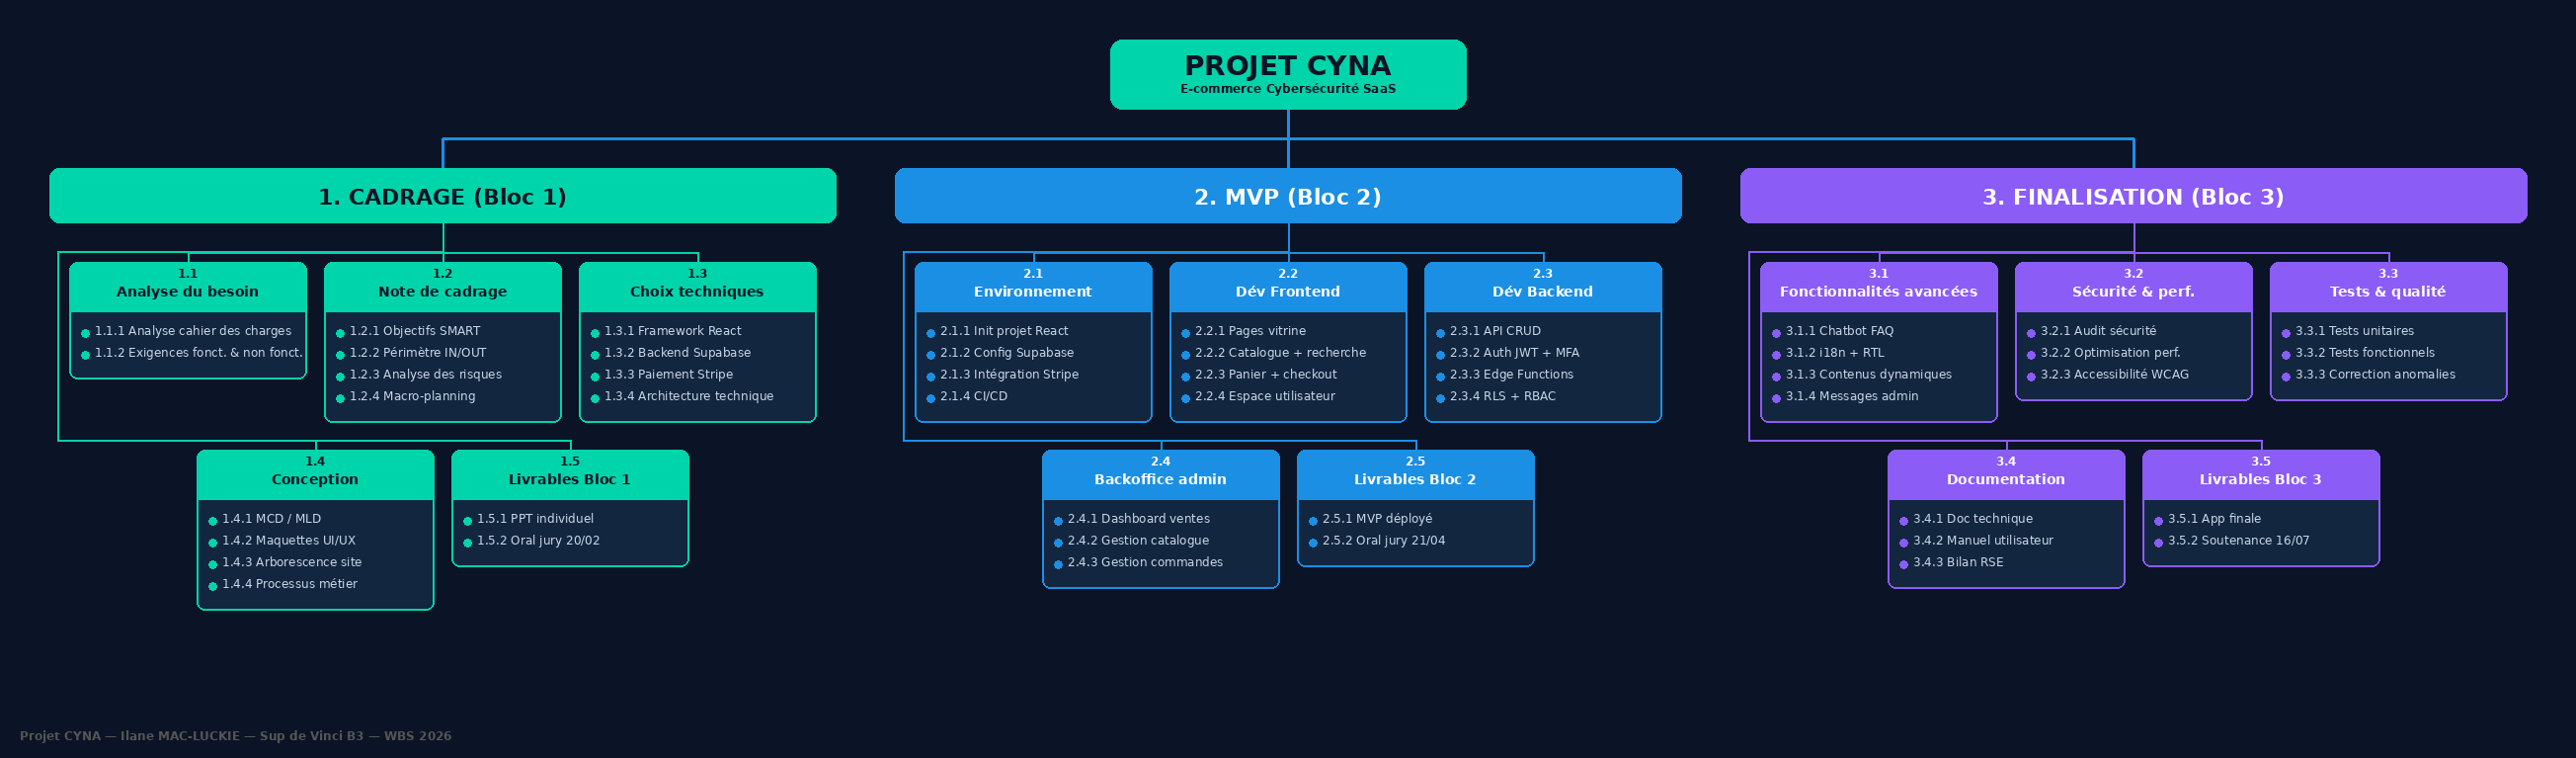 PROJET CYNA
E-commerce Cybersécurité SaaS
1. CADRAGE (Bloc 1)
1.1
Analyse du besoin
1.1.1 Analyse cahier des charges
1.1.2 Exigences fonct. & non fonct.
1.2
Note de cadrage
1.2.1 Objectifs SMART
1.2.2 Périmètre IN/OUT
1.2.3 Analyse des risques
1.2.4 Macro-planning
1.3
Choix techniques
1.3.1 Framework React
1.3.2 Backend Supabase
1.3.3 Paiement Stripe
1.3.4 Architecture technique
1.4
Conception
1.4.1 MCD / MLD
1.4.2 Maquettes UI/UX
1.4.3 Arborescence site
1.4.4 Processus métier
1.5
Livrables Bloc 1
1.5.1 PPT individuel
1.5.2 Oral jury 20/02
2. MVP (Bloc 2)
2.1
Environnement
2.1.1 Init projet React
2.1.2 Config Supabase
2.1.3 Intégration Stripe
2.1.4 CI/CD
2.2
Dév Frontend
2.2.1 Pages vitrine
2.2.2 Catalogue + recherche
2.2.3 Panier + checkout
2.2.4 Espace utilisateur
2.3
Dév Backend
2.3.1 API CRUD
2.3.2 Auth JWT + MFA
2.3.3 Edge Functions
2.3.4 RLS + RBAC
2.4
Backoffice admin
2.4.1 Dashboard ventes
2.4.2 Gestion catalogue
2.4.3 Gestion commandes
2.5
Livrables Bloc 2
2.5.1 MVP déployé
2.5.2 Oral jury 21/04
3. FINALISATION (Bloc 3)
3.1
Fonctionnalités avancées
3.1.1 Chatbot FAQ
3.1.2 i18n + RTL
3.1.3 Contenus dynamiques
3.1.4 Messages admin
3.2
Sécurité & perf.
3.2.1 Audit sécurité
3.2.2 Optimisation perf.
3.2.3 Accessibilité WCAG
3.3
Tests & qualité
3.3.1 Tests unitaires
3.3.2 Tests fonctionnels
3.3.3 Correction anomalies
3.4
Documentation
3.4.1 Doc technique
3.4.2 Manuel utilisateur
3.4.3 Bilan RSE
3.5
Livrables Bloc 3
3.5.1 App finale
3.5.2 Soutenance 16/07
Projet CYNA — Ilane MAC-LUCKIE — Sup de Vinci B3 — WBS 2026